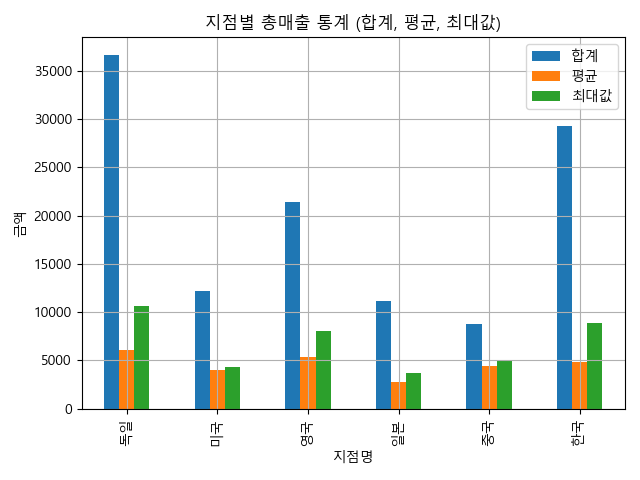 지점별 총매출 통계 (합계, 평균, 최대값)
합계
평균
최대값
35000
30000
25000
20000
15000
10000
5000
0
금액
독일
미국
영국
일본
중국
한국
지점명